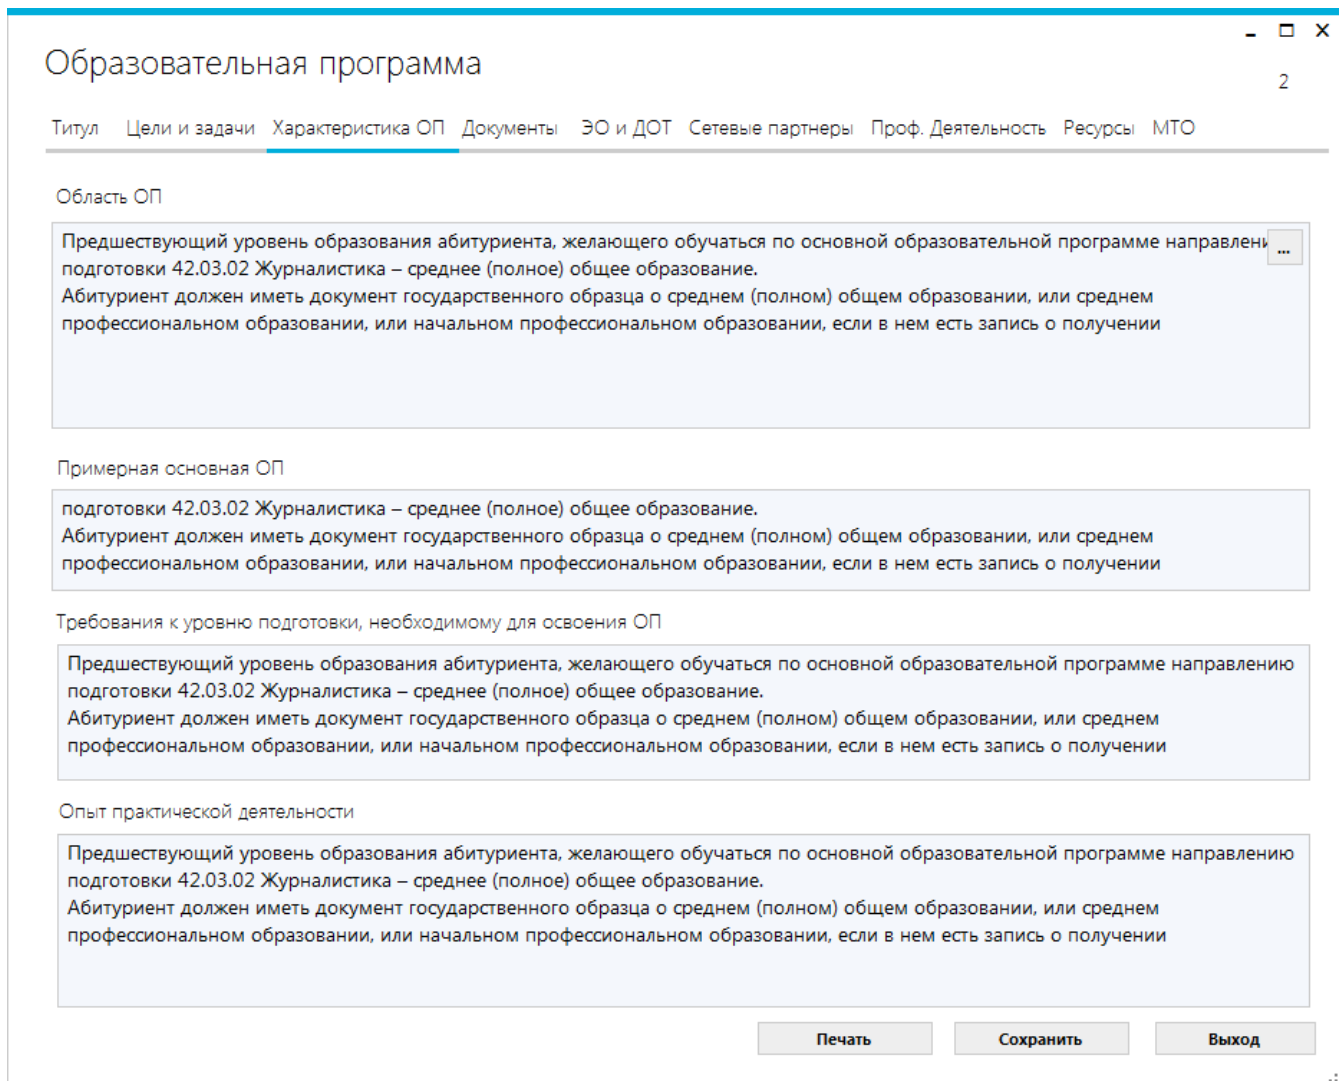 Образовательная программа
2
Титул Цели и задачи Характеристика ОП Документы ЭО и ДОТ Сетевые партнеры Проф. Деятельность Ресурсы МТО
Область ОП
Предшествующий уровень образования абитуриента, желающего обучаться по основной образовательной программе направлени ...
подготовки 42.03.02 Журналистика – среднее (полное) общее образование.
Абитуриент должен иметь документ государственного образца о среднем (полном) общем образовании, или среднем
профессиональном образовании, или начальном профессиональном образовании, если в нем есть запись о получении
Примерная основная ОП
подготовки 42.03.02 Журналистика – среднее (полное) общее образование.
Абитуриент должен иметь документ государственного образца о среднем (полном) общем образовании, или среднем
профессиональном образовании, или начальном профессиональном образовании, если в нем есть запись о получении
Требования к уровню подготовки, необходимому для освоения ОП
Предшествующий уровень образования абитуриента, желающего обучаться по основной образовательной программе направлению
подготовки 42.03.02 Журналистика – среднее (полное) общее образование.
Абитуриент должен иметь документ государственного образца о среднем (полном) общем образовании, или среднем
профессиональном образовании, или начальном профессиональном образовании, если в нем есть запись о получении
Опыт практической деятельности
Предшествующий уровень образования абитуриента, желающего обучаться по основной образовательной программе направлению
подготовки 42.03.02 Журналистика – среднее (полное) общее образование.
Абитуриент должен иметь документ государственного образца о среднем (полном) общем образовании, или среднем
профессиональном образовании, или начальном профессиональном образовании, если в нем есть запись о получении
Печать Сохранить Выход